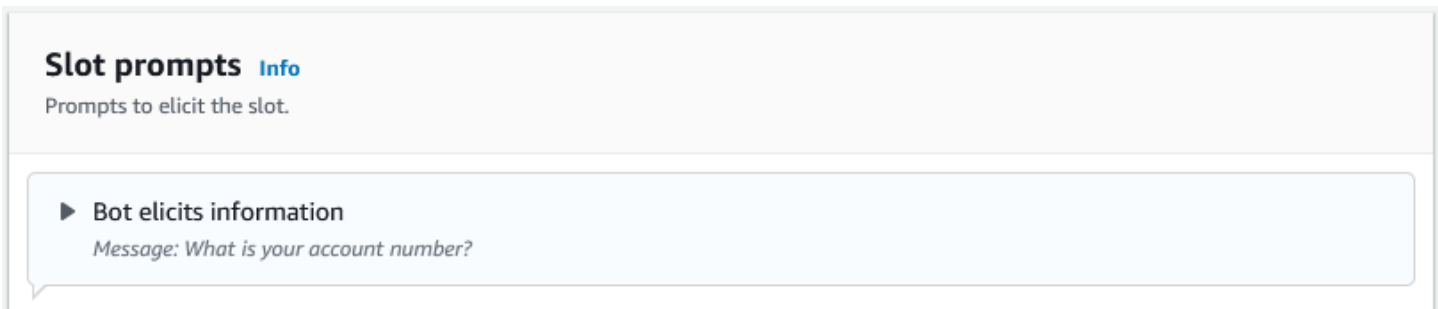 Slot prompts Info
Prompts to elicit the slot.
Bot elicits information
Message: What is your account number?